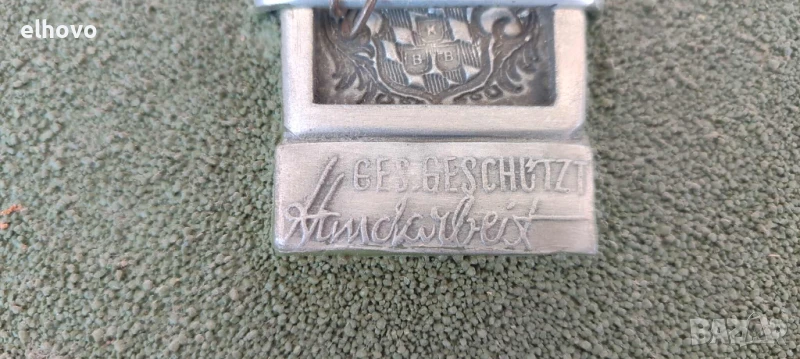 elhovo
K
B B
GES. GESCHÜTZT
Handarbeit